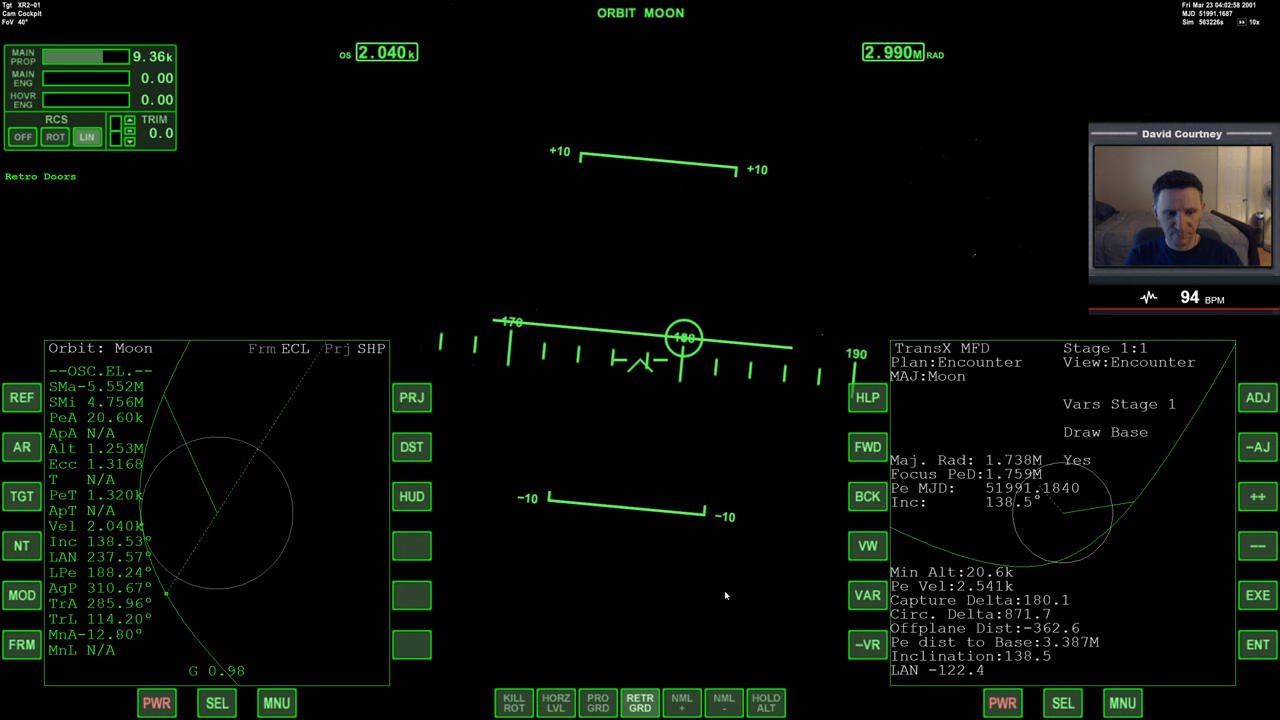 Tgt XR2-01
Cam Cockpit
FoV 40°
ORBIT MOON
Fri Mar 23 04:02:58 2001
MJD 51991.1687
Sim 563226s 10x
MAIN PROP 9.36k
MAIN ENG 0.00
HOVR ENG 0.00
RCS TRIM
OFF ROT LIN 0.0
OS 2.040k
2.990M RAD
Retro Doors
David Courtney
94 BPM
+10 +10
170 180 190
-10 -10
Orbit: Moon Frm ECL Prj SHP
--OSC.EL.--
SMa-5.552M
SMi 4.756M
PeA 20.60k
ApA N/A
Alt 1.253M
Ecc 1.3168
T N/A
PeT 1.320k
ApT N/A
Vel 2.040k
Inc 138.53°
LAN 237.57°
LPe 188.24°
AgP 310.67°
TrA 285.96°
TrL 114.20°
MnA-12.80°
MnL N/A
G 0.98
REF
AR
TGT
NT
MOD
FRM
PRJ
DST
HUD
PWR SEL MNU
KILL ROT
HORZ LVL
PRO GRD
RETR GRD
NML +
NML -
HOLD ALT
TransX MFD Stage 1:1
Plan:Encounter View:Encounter
MAJ:Moon
Vars Stage 1
Draw Base
Maj. Rad: 1.738M Yes
Focus PeD:1.759M
Pe MJD: 51991.1840
Inc: 138.5°
Min Alt:20.6k
Pe Vel:2.541k
Capture Delta:180.1
Circ. Delta:871.7
Offplane Dist:-362.6
Pe dist to Base:3.387M
Inclination:138.5
LAN -122.4
HLP
FWD
BCK
VW
VAR
-VR
ADJ
-AJ
++
--
EXE
ENT
PWR SEL MNU